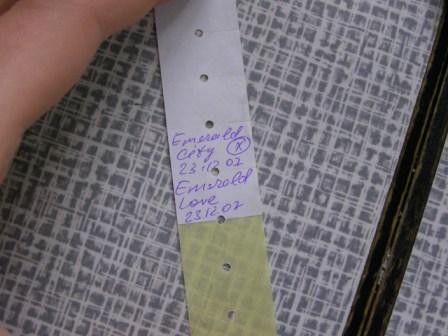 Emerald
City (K)
23.12.07
Emerald
Love
23.12.07